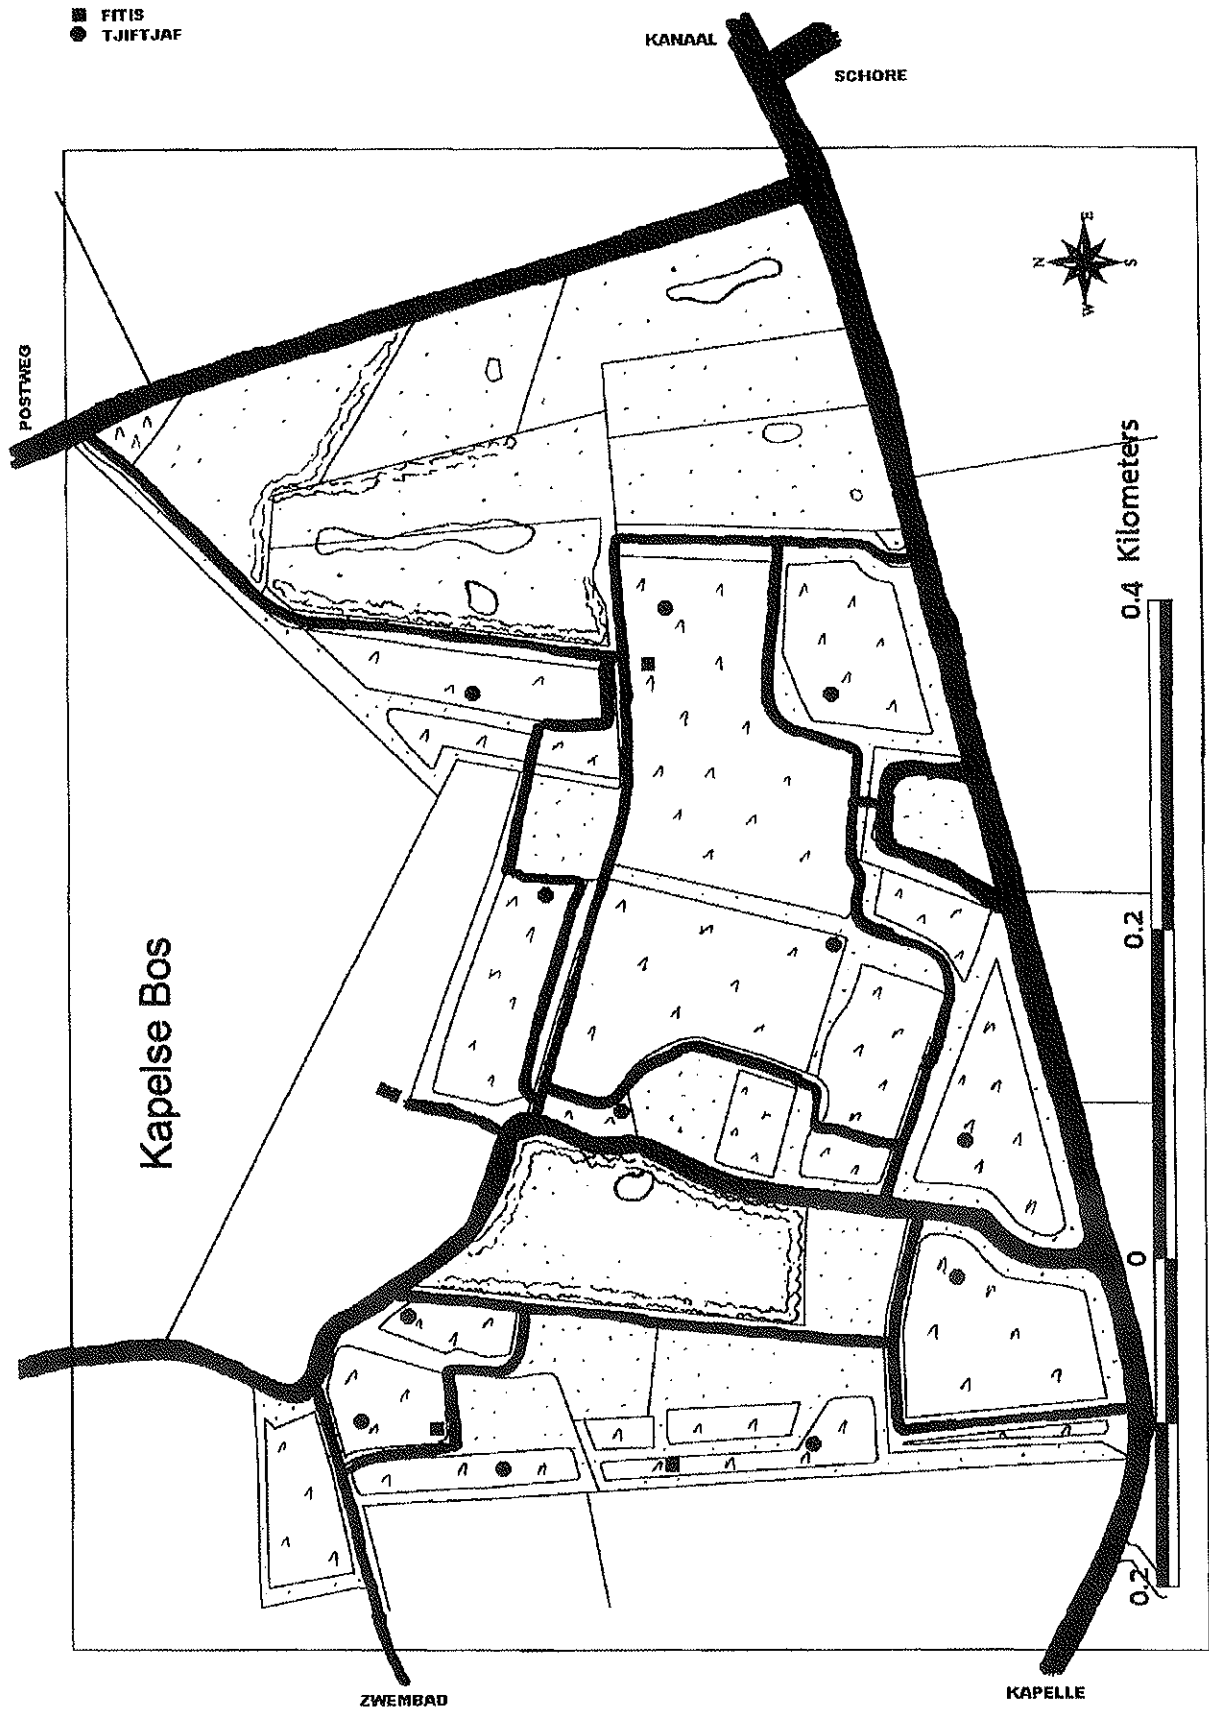 FITIS
TJIFTJAF
KANAAL
SCHORE
N
E
S
W
POSTWEG
Kapelse Bos
0.2
0
0.2
0.4 Kilometers
ZWEMBAD
KAPELLE